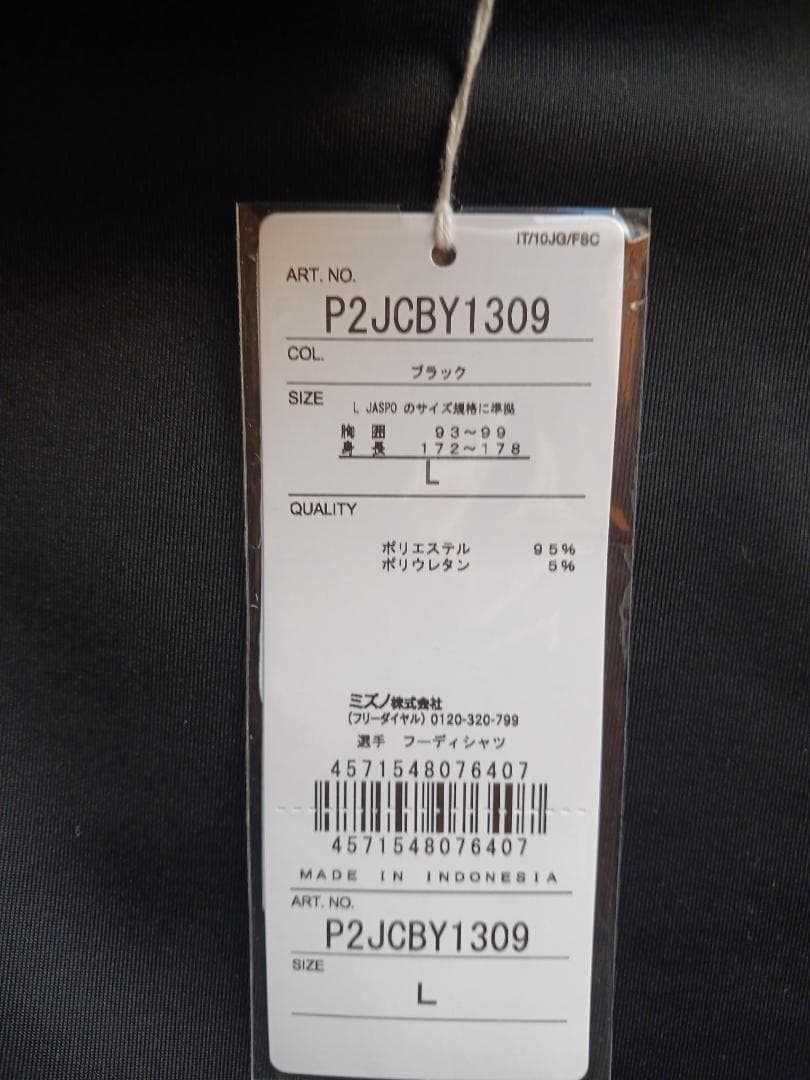 IT/10JG/FSC
ART. NO.
P2JCBY1309
COL.
ブラック
SIZE
L JASPO のサイズ規格に準拠
胸 囲 93～99
身 長 172～178
L
QUALITY
ポリエステル 95%
ポリウレタン 5%
ミズノ株式会社
(フリーダイヤル) 0120-320-799
選手 フーディシャツ
4571548076407
4571548076407
MADE IN INDONESIA
ART. NO.
P2JCBY1309
SIZE
L